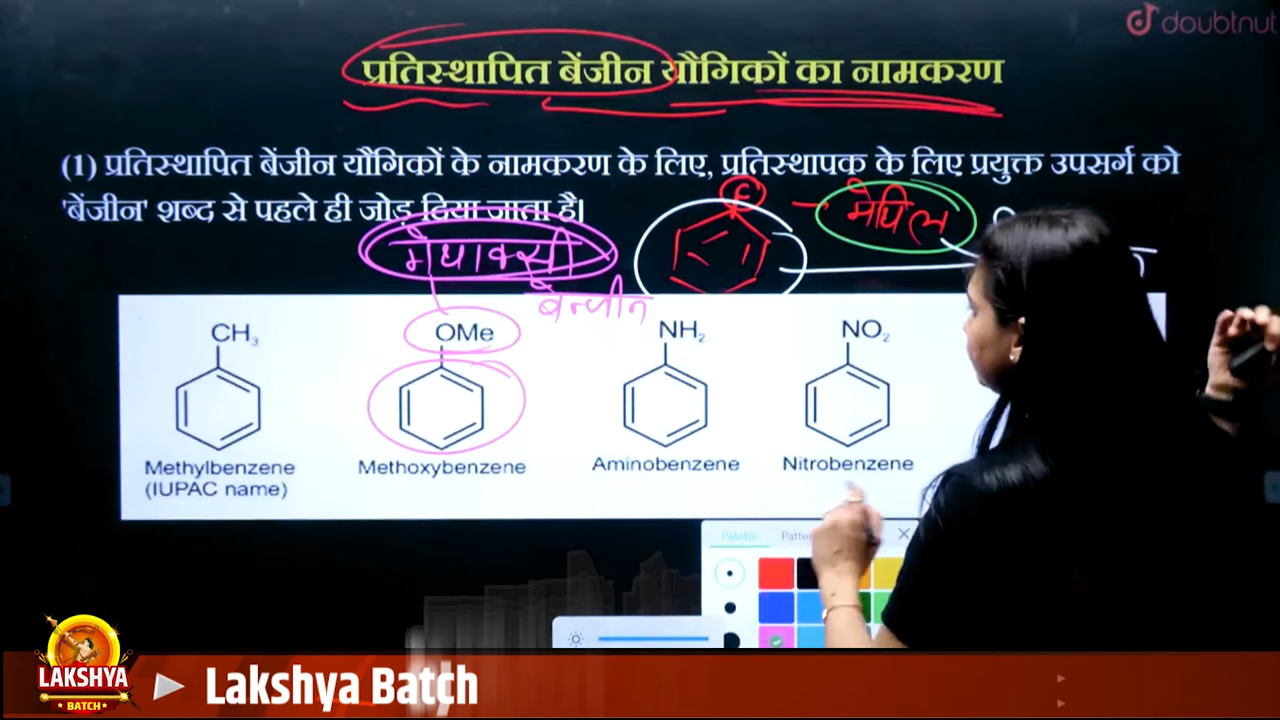 doubtnut
प्रतिस्थापित बेंजीन यौगिकों का नामकरण
(1) प्रतिस्थापित बेंजीन यौगिकों के नामकरण के लिए, प्रतिस्थापक के लिए प्रयुक्त उपसर्ग को
'बेंजीन' शब्द से पहले ही जोड़ दिया जाता है।
मेथिल
मेथाक्सी
बेन्जीन
CH₃
OMe
NH₂
NO₂
Methylbenzene
(IUPAC name)
Methoxybenzene
Aminobenzene
Nitrobenzene
Palette
LAKSHYA
BATCH
Lakshya Batch